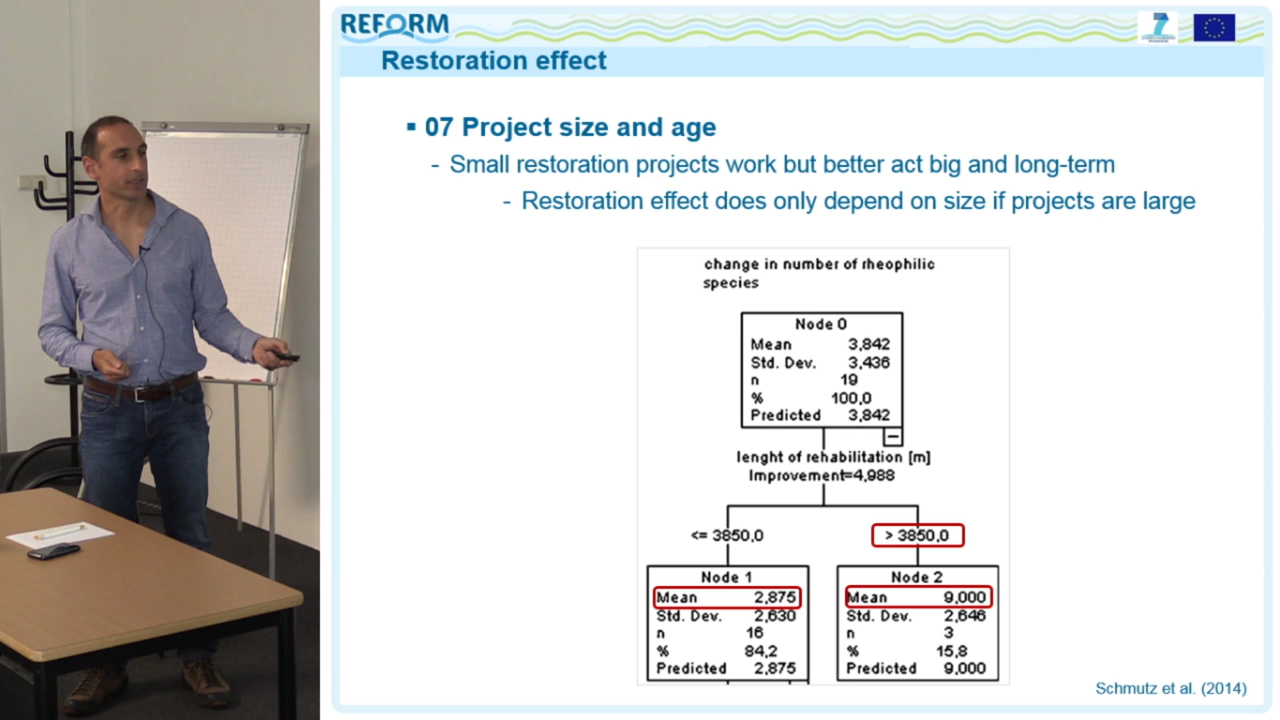 REFORM
7
Restoration effect
▪ 07 Project size and age
- Small restoration projects work but better act big and long-term
- Restoration effect does only depend on size if projects are large
change in number of rheophilic
species
Node 0
Mean 3,842
Std. Dev. 3,436
n 19
% 100,0
Predicted 3,842
lenght of rehabilitation [m]
Improvement=4,988
<= 3850,0
> 3850,0
Node 1
Mean 2,875
Std. Dev. 2,630
n 16
% 84,2
Predicted 2,875
Node 2
Mean 9,000
Std. Dev. 2,646
n 3
% 15,8
Predicted 9,000
Schmutz et al. (2014)